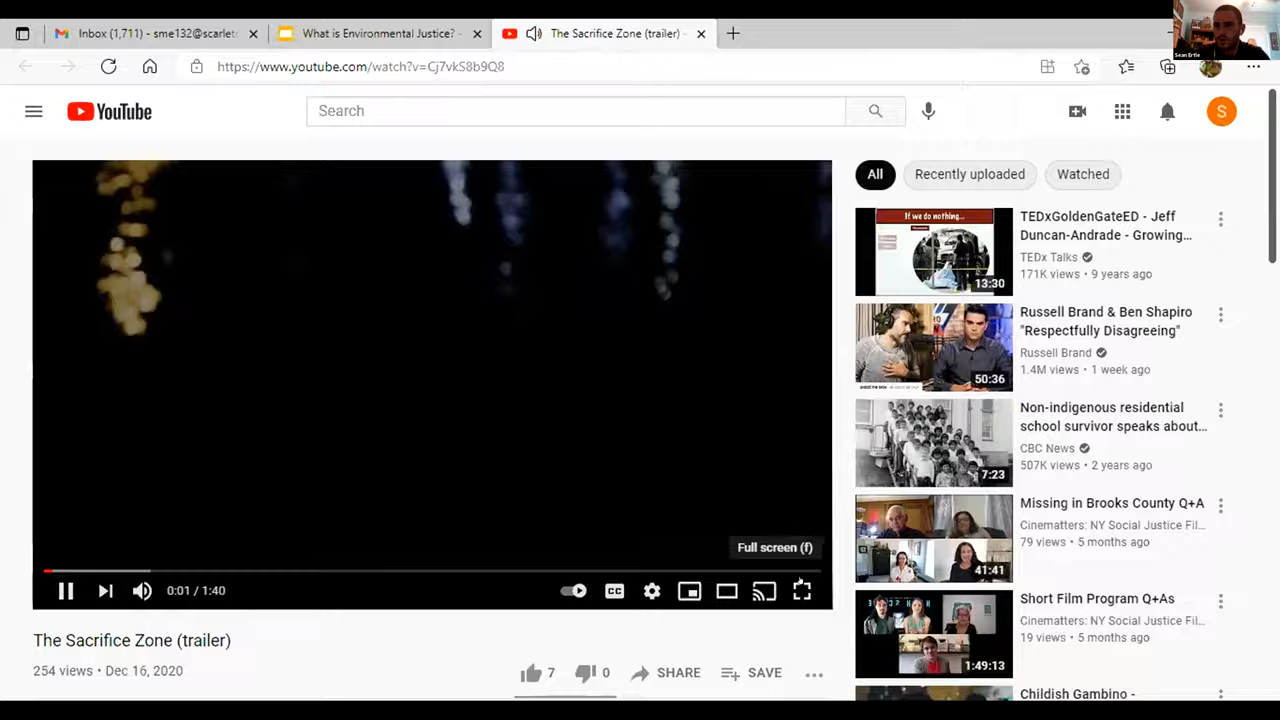 Inbox (1,711) - sme132@scarlet
What is Environmental Justice? -
The Sacrifice Zone (trailer) -
Sean Ertle
https://www.youtube.com/watch?v=Cj7vkS8b9Q8
YouTube
Search
S
All
Recently uploaded
Watched
If we do nothing...
13:30
TEDxGoldenGateED - Jeff
Duncan-Andrade - Growing...
TEDx Talks
171K views • 9 years ago
50:36
Russell Brand & Ben Shapiro
"Respectfully Disagreeing"
Russell Brand
1.4M views • 1 week ago
7:23
Non-indigenous residential
school survivor speaks about...
CBC News
507K views • 2 years ago
41:41
Missing in Brooks County Q+A
Cinematters: NY Social Justice Fil...
79 views • 5 months ago
1:49:13
Short Film Program Q+As
Cinematters: NY Social Justice Fil...
19 views • 5 months ago
Childish Gambino -
Full screen (f)
0:01 / 1:40
CC
The Sacrifice Zone (trailer)
254 views • Dec 16, 2020
7
0
SHARE
SAVE